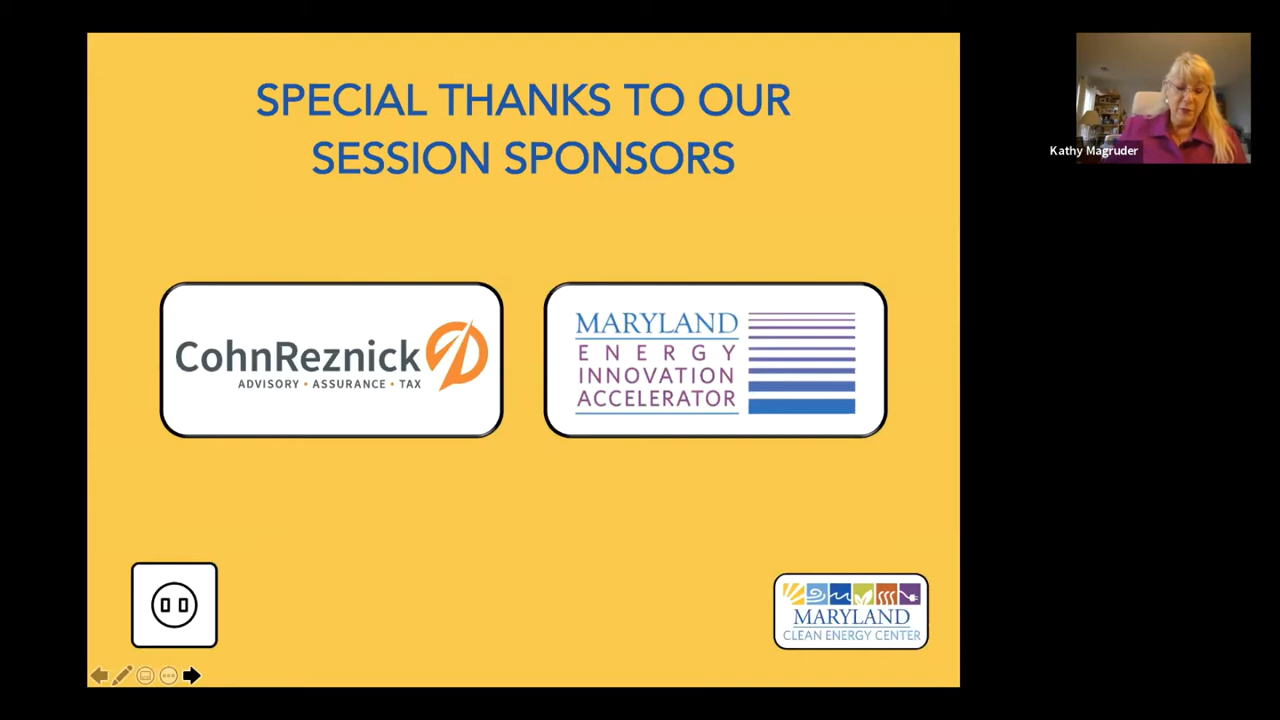 SPECIAL THANKS TO OUR
SESSION SPONSORS
Kathy Magruder
CohnReznick
ADVISORY • ASSURANCE • TAX
MARYLAND
ENERGY
INNOVATION
ACCELERATOR
MARYLAND
CLEAN ENERGY CENTER